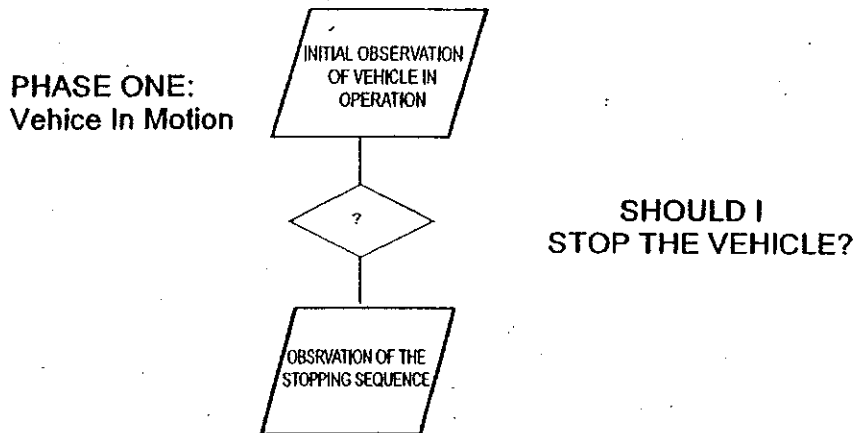 INITIAL OBSERVATION
OF VEHICLE IN
OPERATION
PHASE ONE:
Vehice In Motion
?
SHOULD I
STOP THE VEHICLE?
OBSRVATION OF THE
STOPPING SEQUENCE